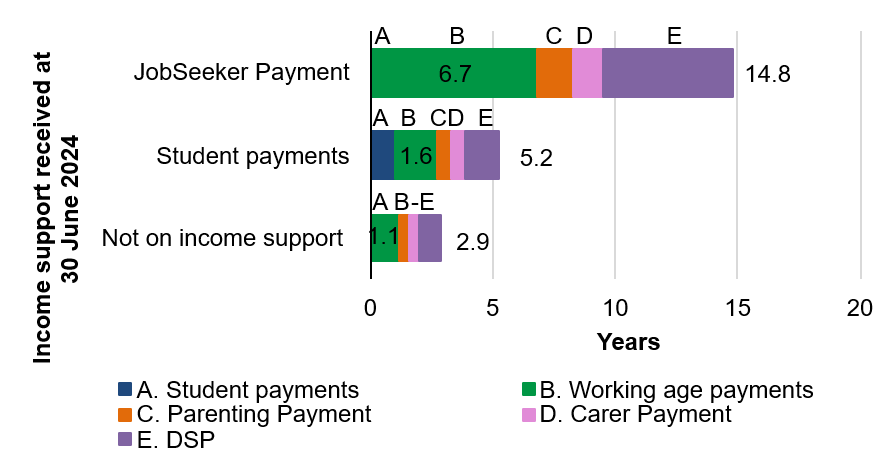 A B C D E
JobSeeker Payment 6.7 14.8
A B CD E
Student payments 1.6 5.2
A B-E
Not on income support 1.1 2.9
Income support received at
30 June 2024
0 5 10 15 20
Years
A. Student payments B. Working age payments
C. Parenting Payment D. Carer Payment
E. DSP